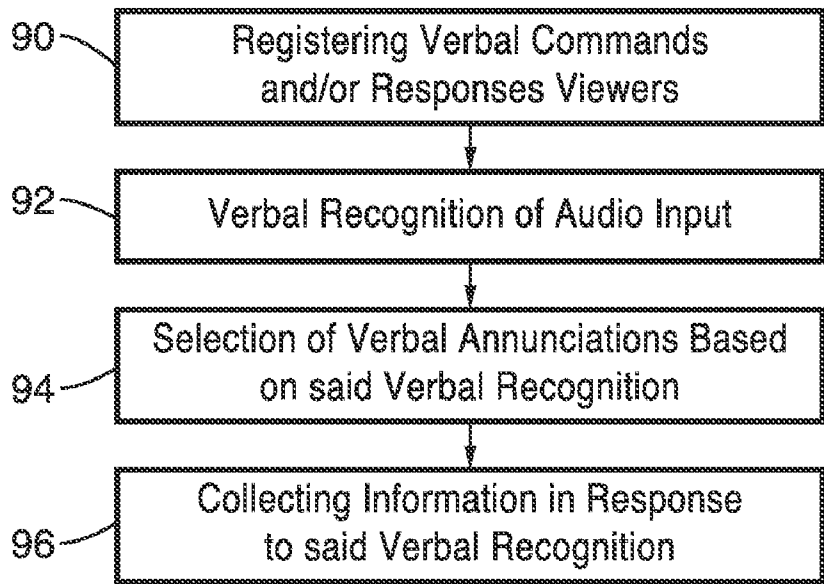 90
Registering Verbal Commands
and/or Responses Viewers
92
Verbal Recognition of Audio Input
94
Selection of Verbal Annunciations Based
on said Verbal Recognition
96
Collecting Information in Response
to said Verbal Recognition